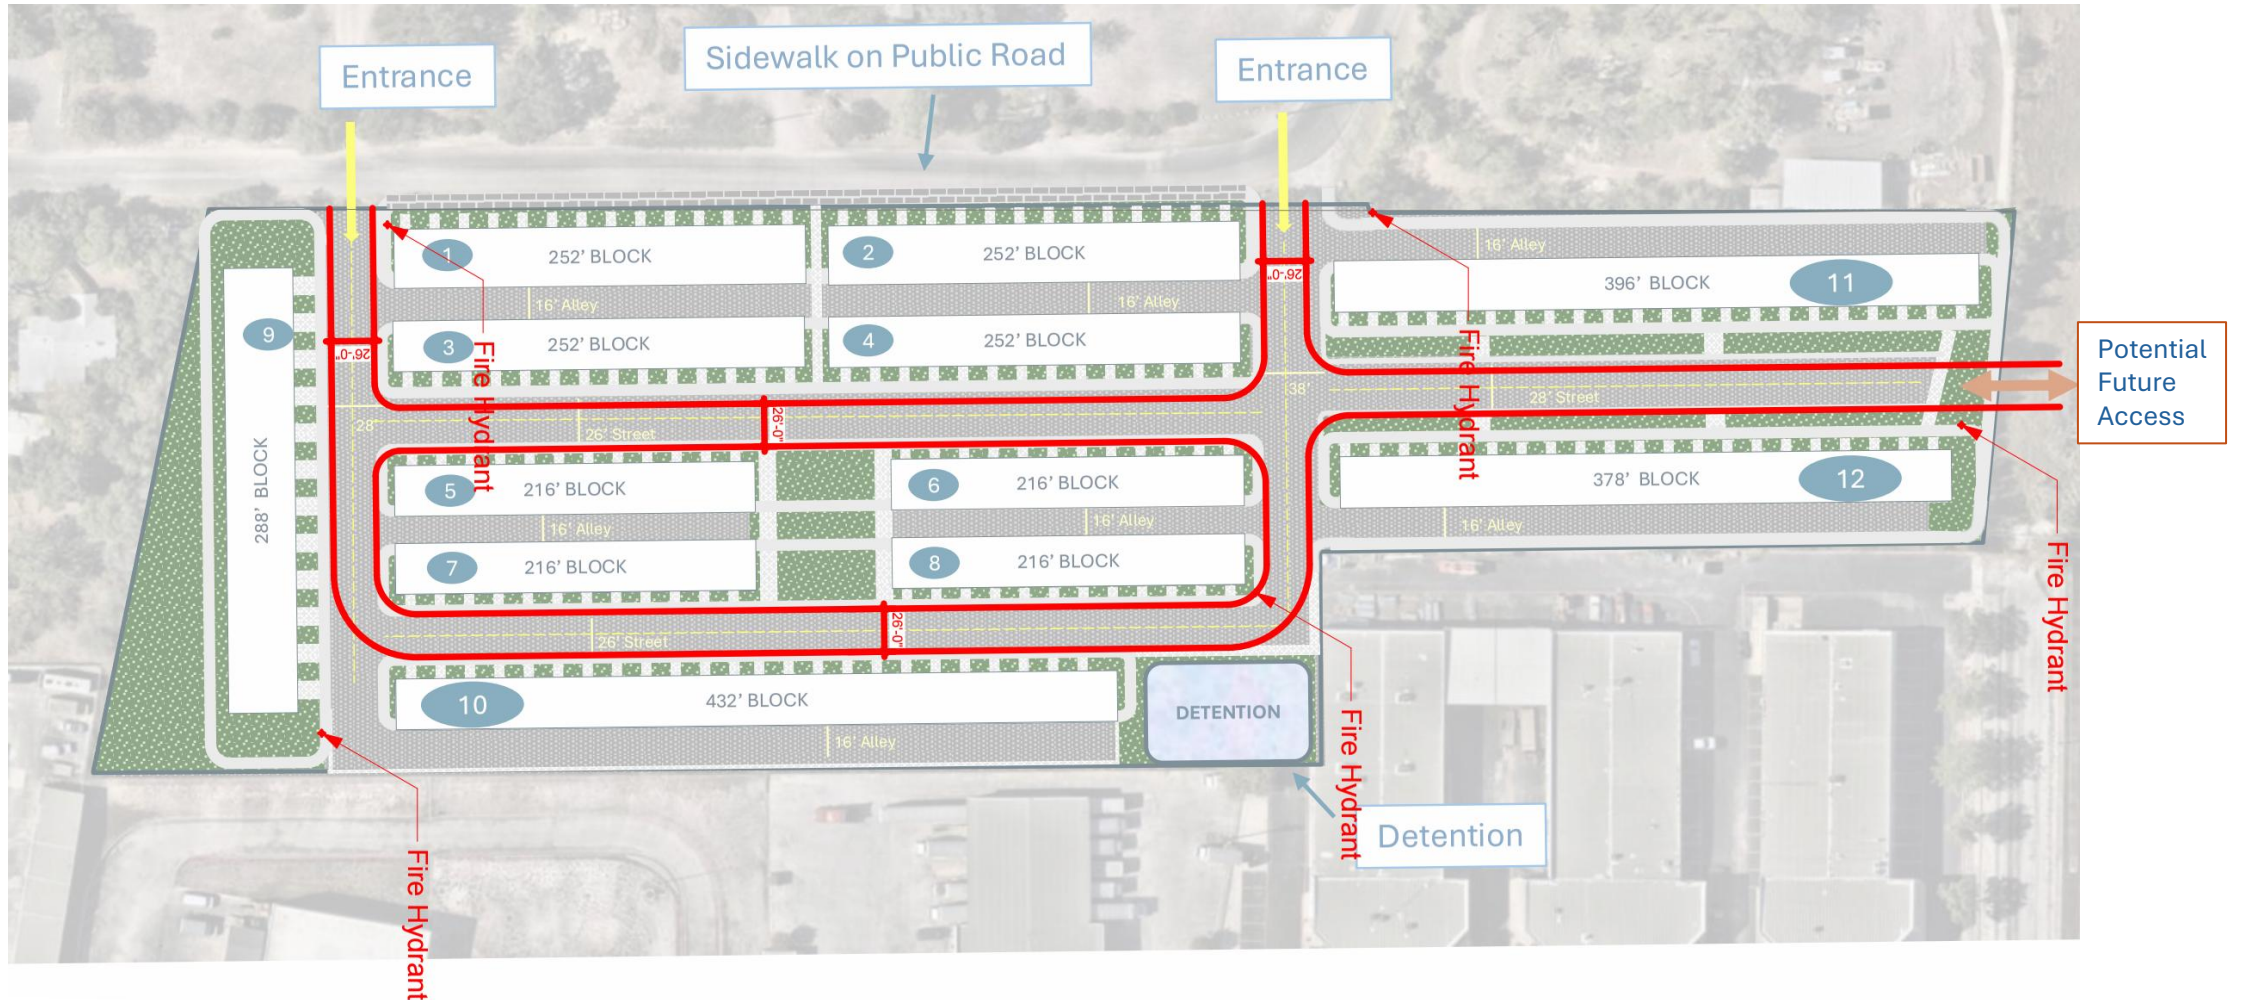 Entrance
Sidewalk on Public Road
Entrance
1
252' BLOCK
2
252' BLOCK
16' Alley
16' Alley
16' Alley
396' BLOCK
11
9
26'-0"
26'-0"
3
252' BLOCK
4
252' BLOCK
Fire Hydrant
Fire Hydrant
Potential
Future
Access
28'
26' Street
26'-0"
38'
28' Street
288' BLOCK
5
216' BLOCK
6
216' BLOCK
378' BLOCK
12
16' Alley
16' Alley
16' Alley
7
216' BLOCK
8
216' BLOCK
Fire Hydrant
26' Street
26'-0"
10
432' BLOCK
DETENTION
16' Alley
Fire Hydrant
Detention
Fire Hydrant